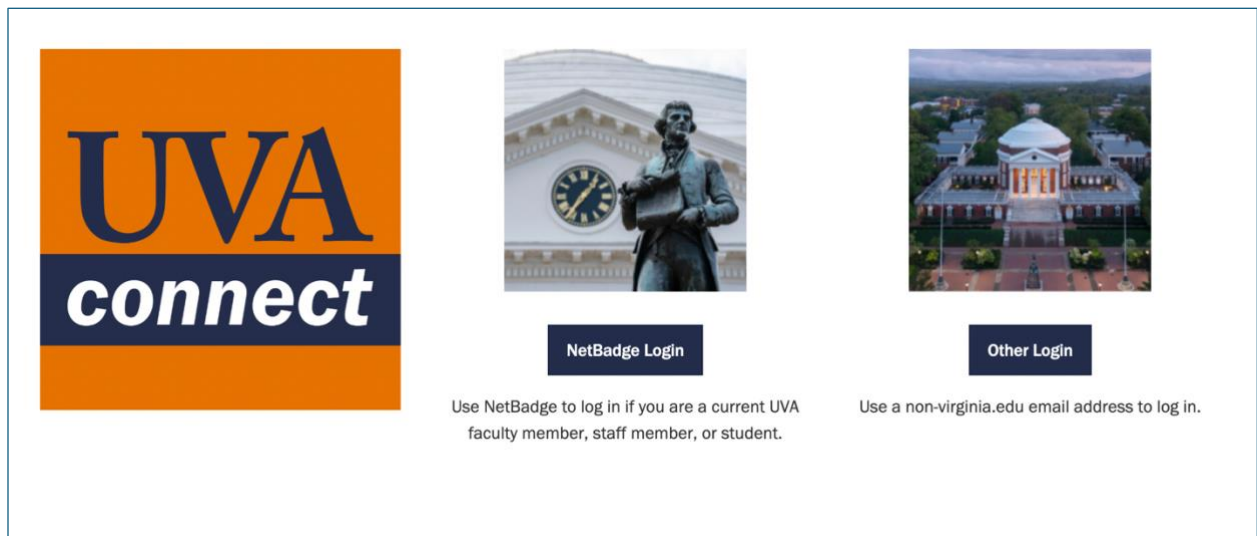 UVA
connect
NetBadge Login
Use NetBadge to log in if you are a current UVA
faculty member, staff member, or student.
Other Login
Use a non-virginia.edu email address to log in.